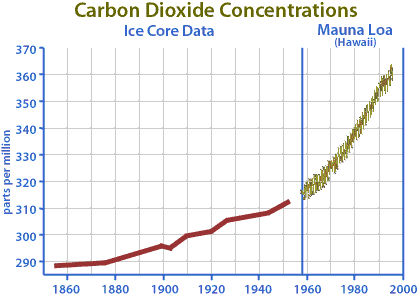 Carbon Dioxide Concentrations
Ice Core Data
Mauna Loa
(Hawaii)
parts per million
370
360
350
340
330
320
310
300
290
1860 1880 1900 1920 1940 1960 1980 2000